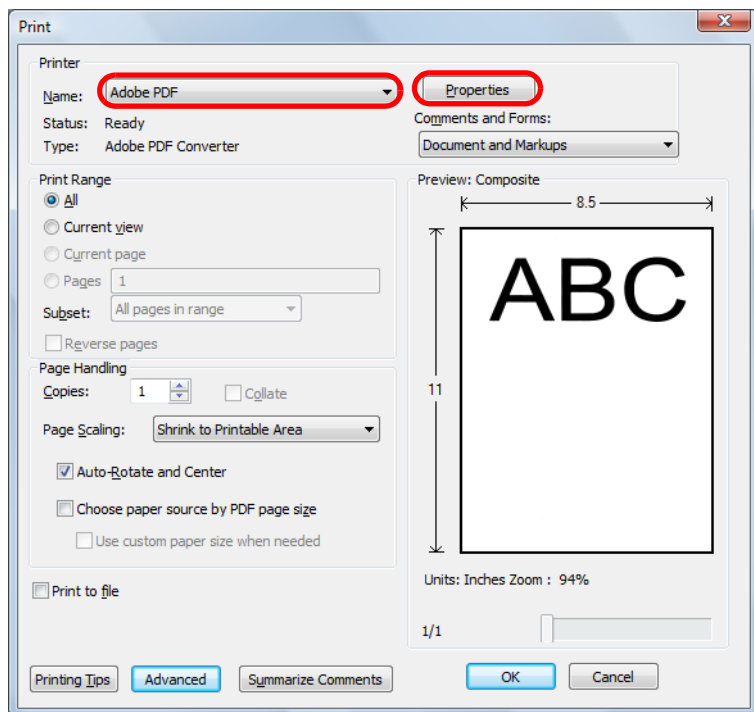 Print
Printer
Name: Adobe PDF Properties
Status: Ready Comments and Forms:
Type: Adobe PDF Converter Document and Markups
Print Range
All
Current view
Current page
Pages 1
Subset: All pages in range
Reverse pages
Page Handling
Copies: 1 Collate
Page Scaling: Shrink to Printable Area
Auto-Rotate and Center
Choose paper source by PDF page size
Use custom paper size when needed
Print to file
Preview: Composite
8.5
ABC
11
Units: Inches Zoom : 94%
1/1
Printing Tips Advanced Summarize Comments OK Cancel